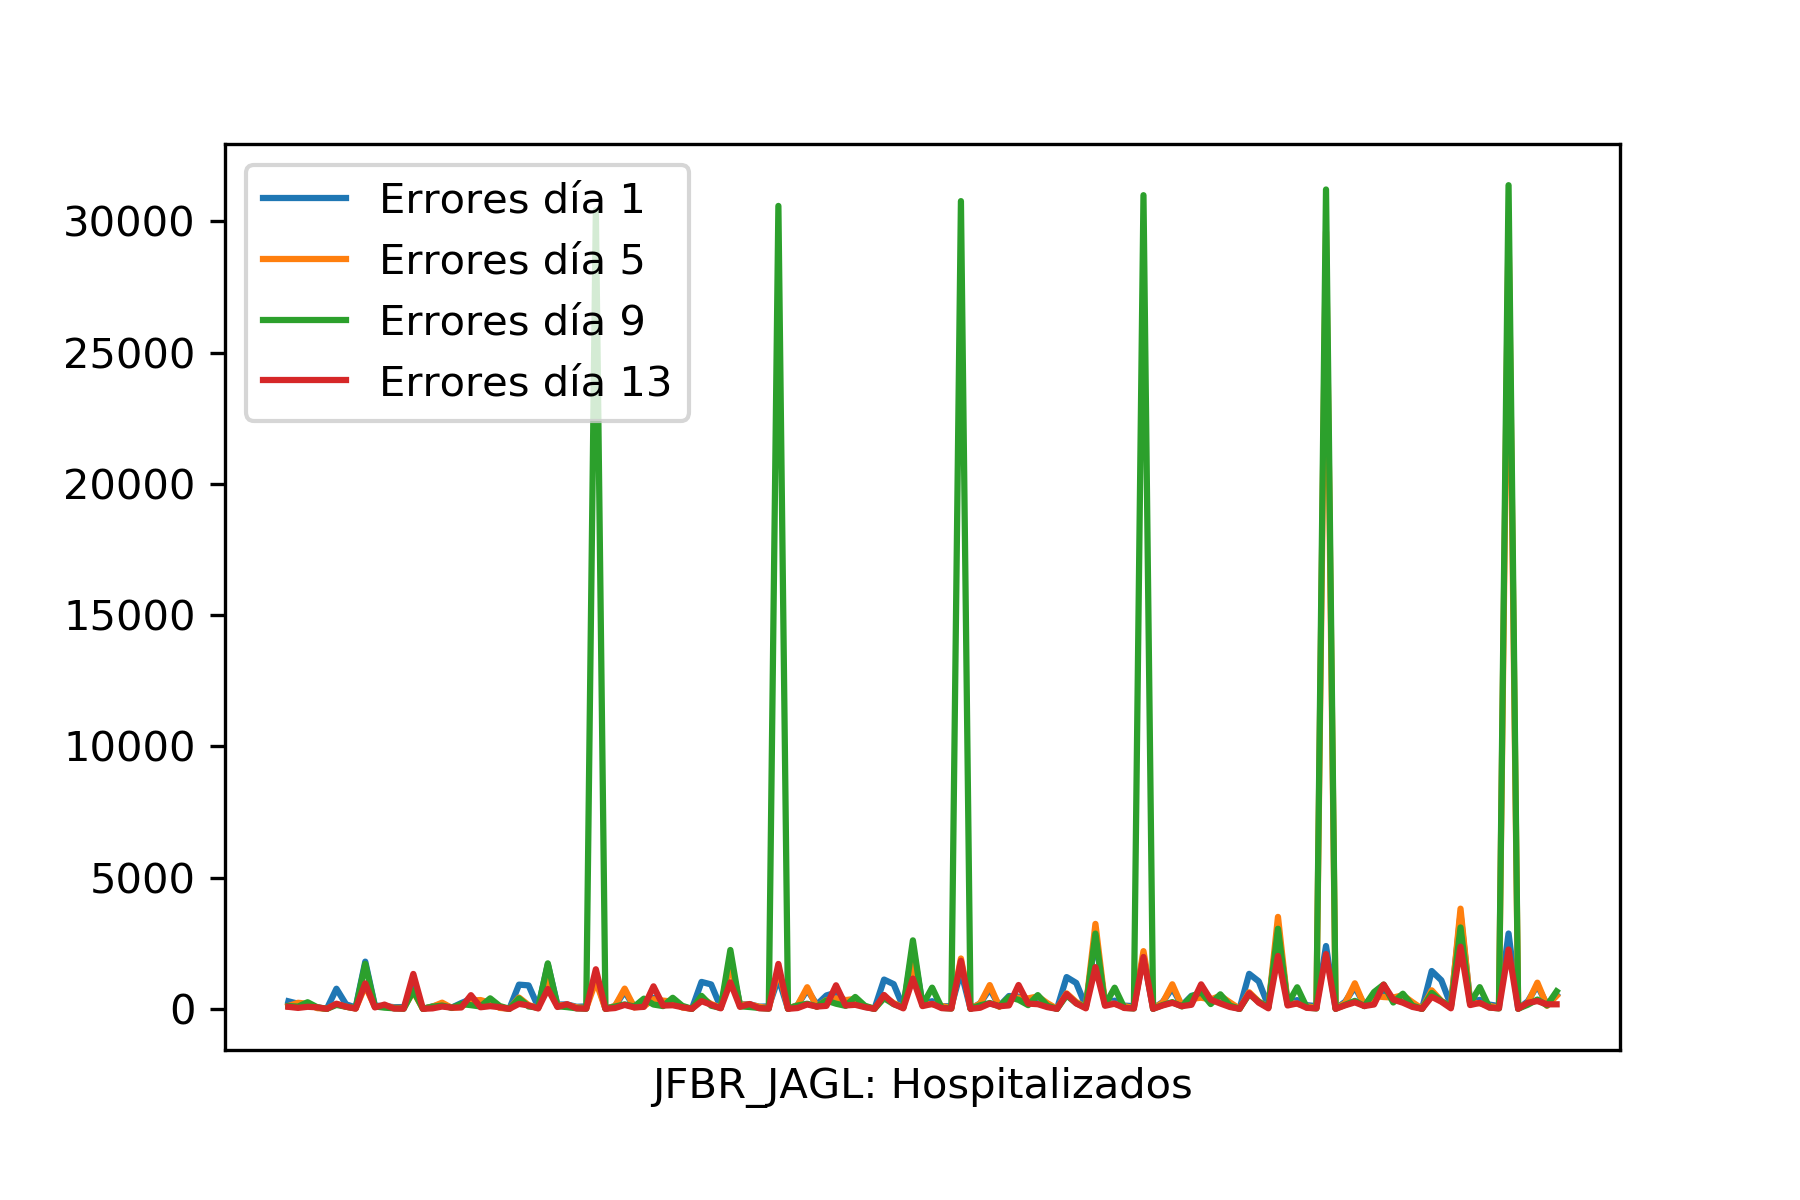 Errores día 1
Errores día 5
Errores día 9
Errores día 13
30000
25000
20000
15000
10000
5000
0
JFBR_JAGL: Hospitalizados